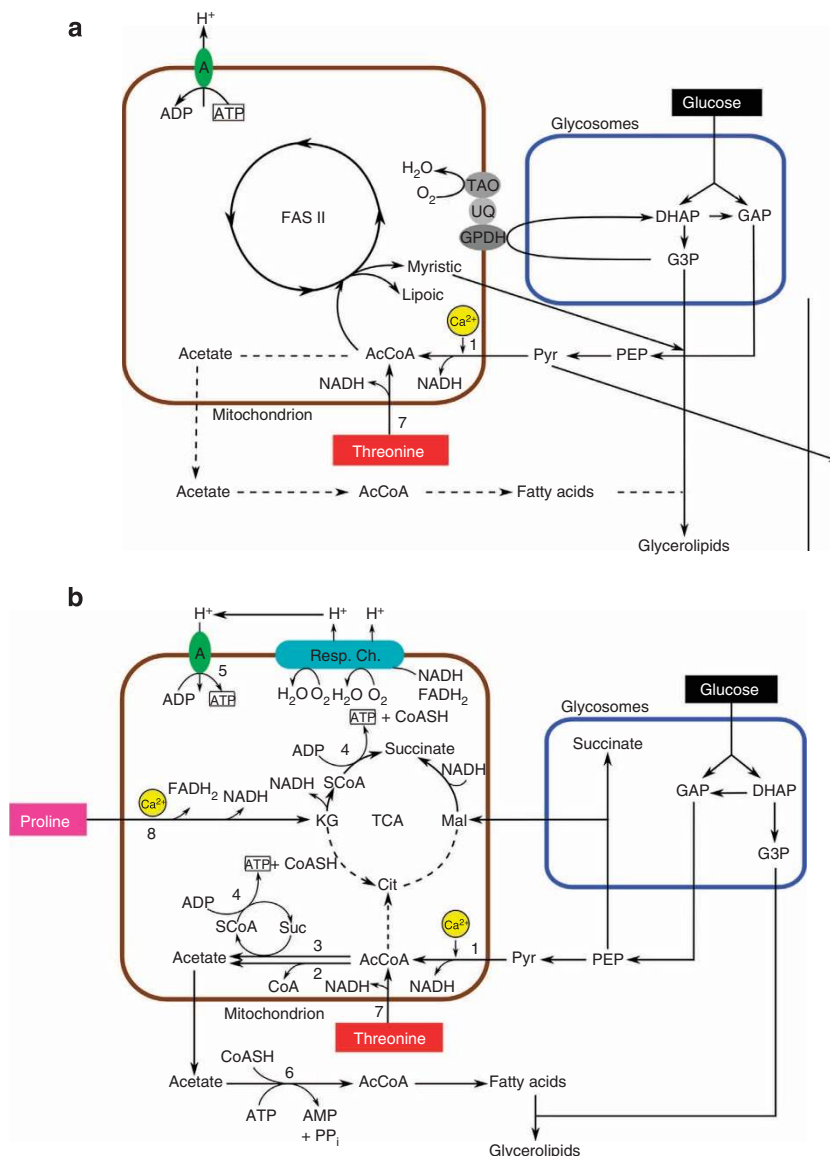 a
H+
A
ADP
ATP
Glucose
Glycosomes
H2O
O2
TAO
UQ
GPDH
FAS II
DHAP
GAP
G3P
Myristic
Lipoic
Ca2+
1
Acetate
AcCoA
Pyr
PEP
NADH
NADH
Mitochondrion
7
Threonine
Acetate
AcCoA
Fatty acids
Glycerolipids
b
H+
H+
H+
A
5
Resp. Ch.
ADP
ATP
H2O O2 H2O O2
NADH
FADH2
Glucose
ATP + CoASH
Glycosomes
ADP
4
Succinate
Succinate
NADH
SCoA
NADH
Ca2+
FADH2
NADH
GAP
DHAP
Proline
8
KG
TCA
Mal
G3P
ATP + CoASH
Cit
ADP
4
SCoA
Suc
Ca2+
1
Acetate
3
2
AcCoA
Pyr
PEP
CoA
NADH
NADH
Mitochondrion
7
Threonine
CoASH
6
Acetate
AcCoA
Fatty acids
ATP
AMP
+ PPi
Glycerolipids